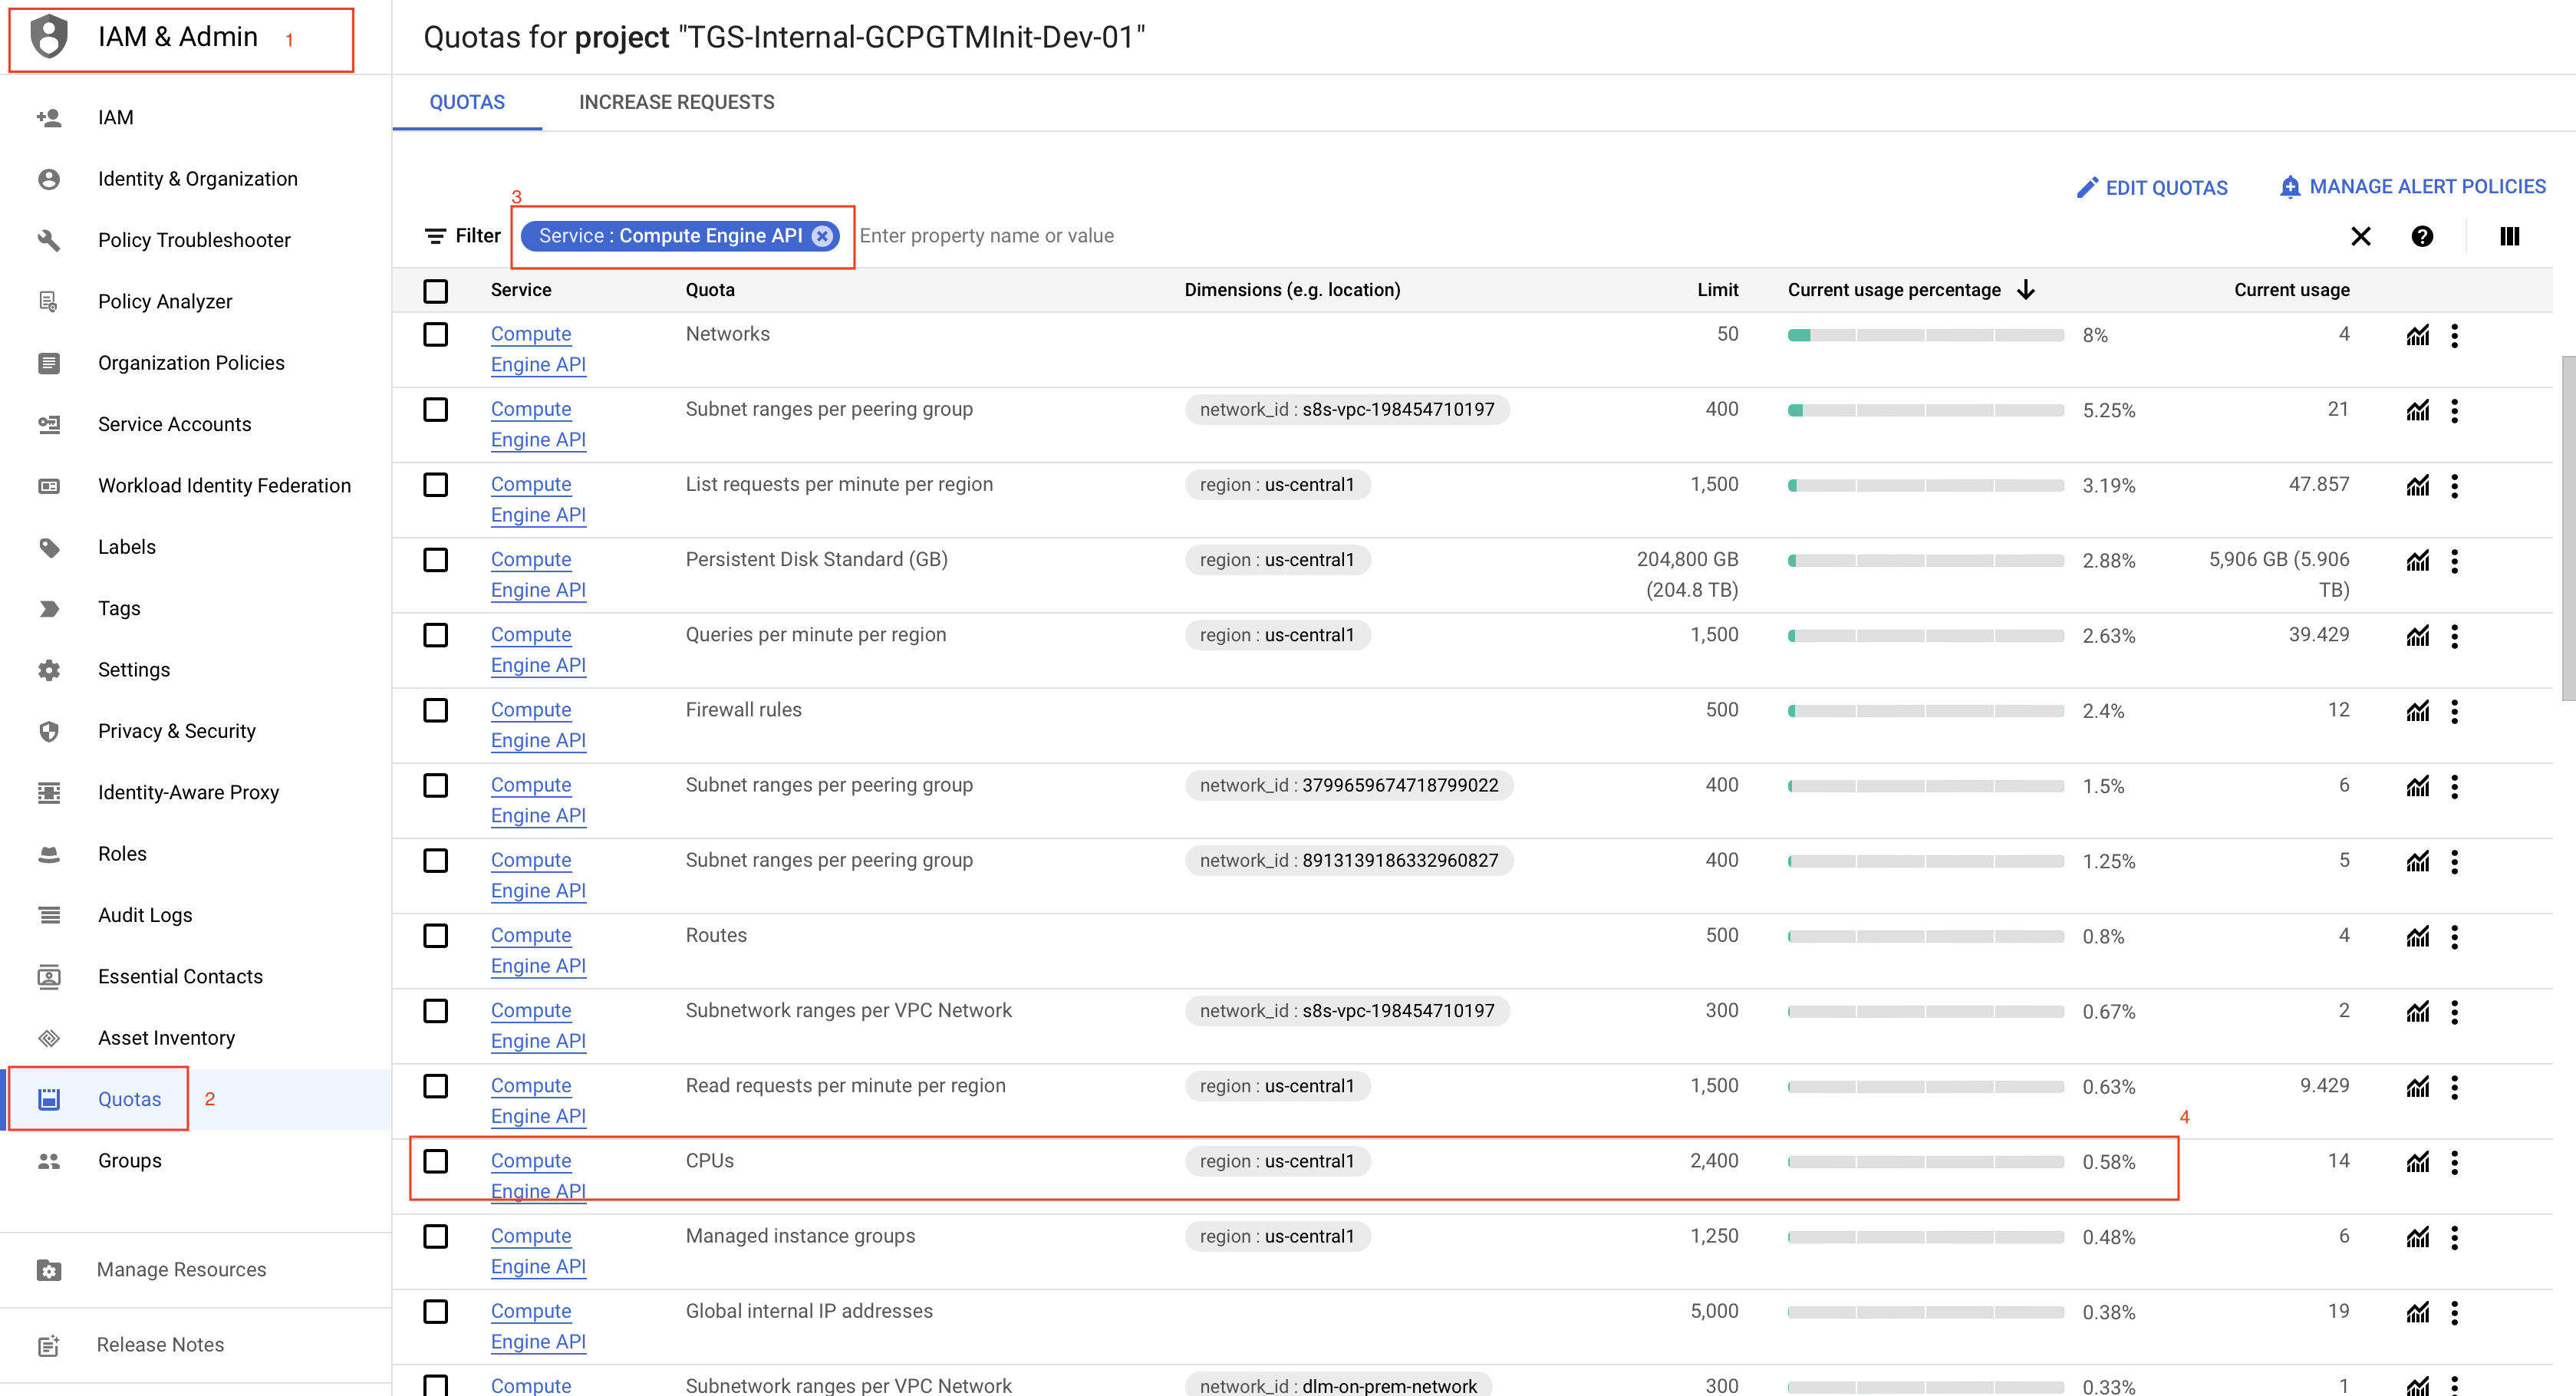 IAM & Admin 1
IAM
Identity & Organization
Policy Troubleshooter
Policy Analyzer
Organization Policies
Service Accounts
Workload Identity Federation
Labels
Tags
Settings
Privacy & Security
Identity-Aware Proxy
Roles
Audit Logs
Essential Contacts
Asset Inventory
Quotas 2
Groups
Manage Resources
Release Notes
Quotas for project "TGS-Internal-GCPGTMInit-Dev-01"
QUOTAS INCREASE REQUESTS
EDIT QUOTAS MANAGE ALERT POLICIES
3
Filter Service : Compute Engine API Enter property name or value
Service Quota Dimensions (e.g. location) Limit Current usage percentage Current usage
Compute Networks 50 8% 4
Engine API
Compute Subnet ranges per peering group network_id : s8s-vpc-198454710197 400 5.25% 21
Engine API
Compute List requests per minute per region region : us-central1 1,500 3.19% 47.857
Engine API
Compute Persistent Disk Standard (GB) region : us-central1 204,800 GB 2.88% 5,906 GB (5.906
Engine API (204.8 TB) TB)
Compute Queries per minute per region region : us-central1 1,500 2.63% 39.429
Engine API
Compute Firewall rules 500 2.4% 12
Engine API
Compute Subnet ranges per peering group network_id : 3799659674718799022 400 1.5% 6
Engine API
Compute Subnet ranges per peering group network_id : 8913139186332960827 400 1.25% 5
Engine API
Compute Routes 500 0.8% 4
Engine API
Compute Subnetwork ranges per VPC Network network_id : s8s-vpc-198454710197 300 0.67% 2
Engine API
Compute Read requests per minute per region region : us-central1 1,500 0.63% 9.429
Engine API
4
Compute CPUs region : us-central1 2,400 0.58% 14
Engine API
Compute Managed instance groups region : us-central1 1,250 0.48% 6
Engine API
Compute Global internal IP addresses 5,000 0.38% 19
Engine API
Compute Subnetwork ranges per VPC Network network_id : dlm-on-prem-network 300 0.33% 1